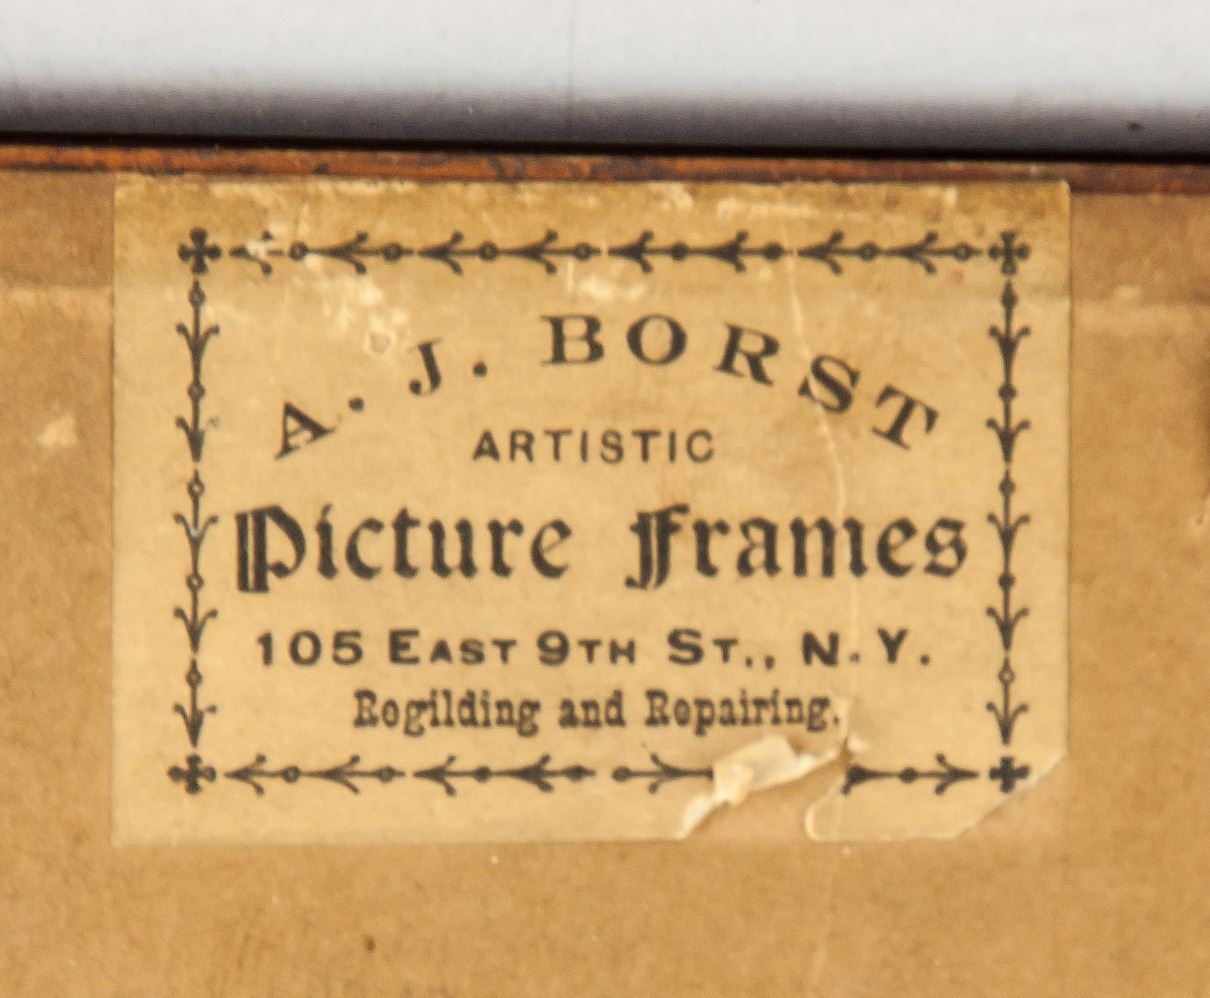 A. J. BORST
ARTISTIC
Picture Frames
105 EAST 9TH ST., N. Y.
Regilding and Repairing.